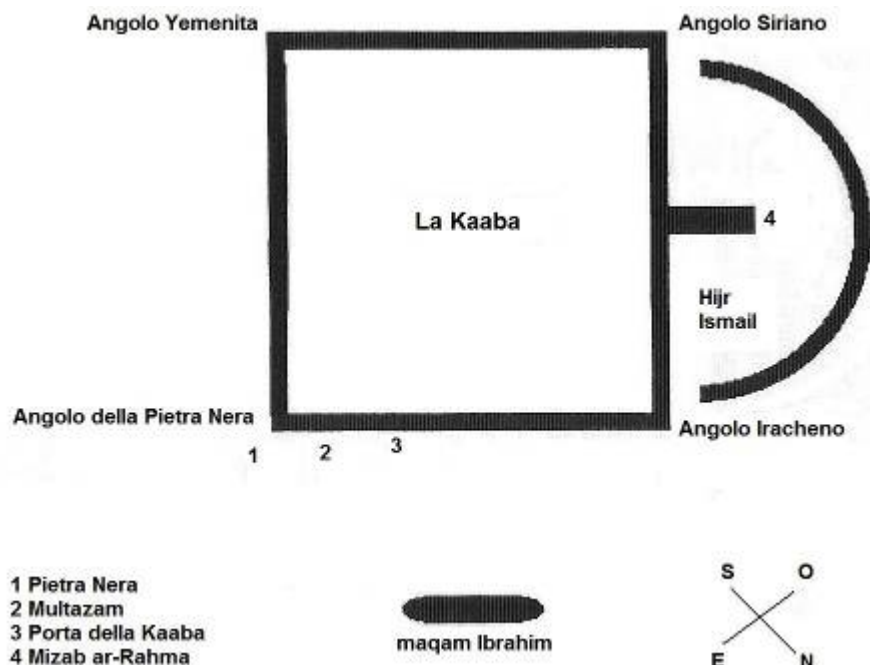 Angolo Yemenita
Angolo Siriano
La Kaaba
4
Hijr
Ismail
Angolo della Pietra Nera
Angolo Iracheno
1
2
3
1 Pietra Nera
2 Multazam
3 Porta della Kaaba
4 Mizab ar-Rahma
maqam Ibrahim
S O
E N